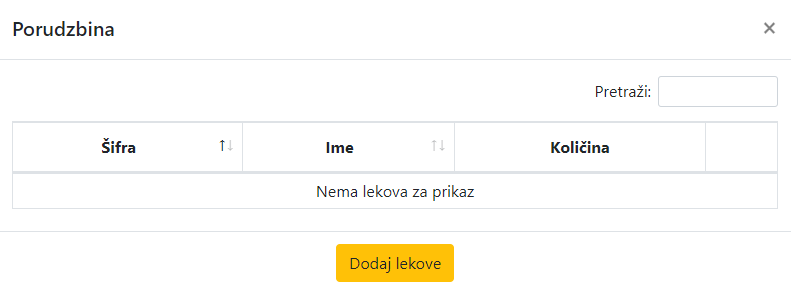 Porudzbina ×
Pretraži:
Šifra Ime Količina
Nema lekova za prikaz
Dodaj lekove